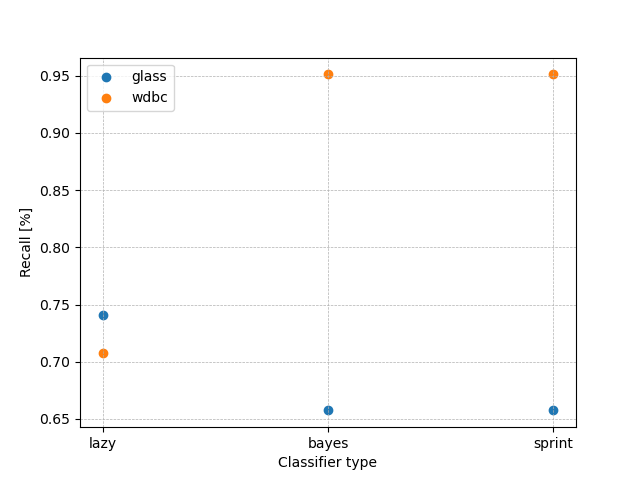 glass
wdbc
0.95
0.90
0.85
0.80
0.75
0.70
0.65
Recall [%]
lazy bayes sprint
Classifier type